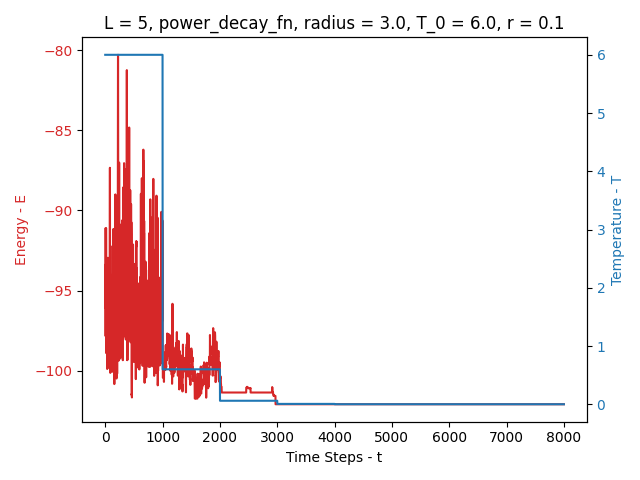 L = 5, power_decay_fn, radius = 3.0, T_0 = 6.0, r = 0.1
−80
−85
−90
−95
−100
Energy - E
6
5
4
3
2
1
0
Temperature - T
0 1000 2000 3000 4000 5000 6000 7000 8000
Time Steps - t